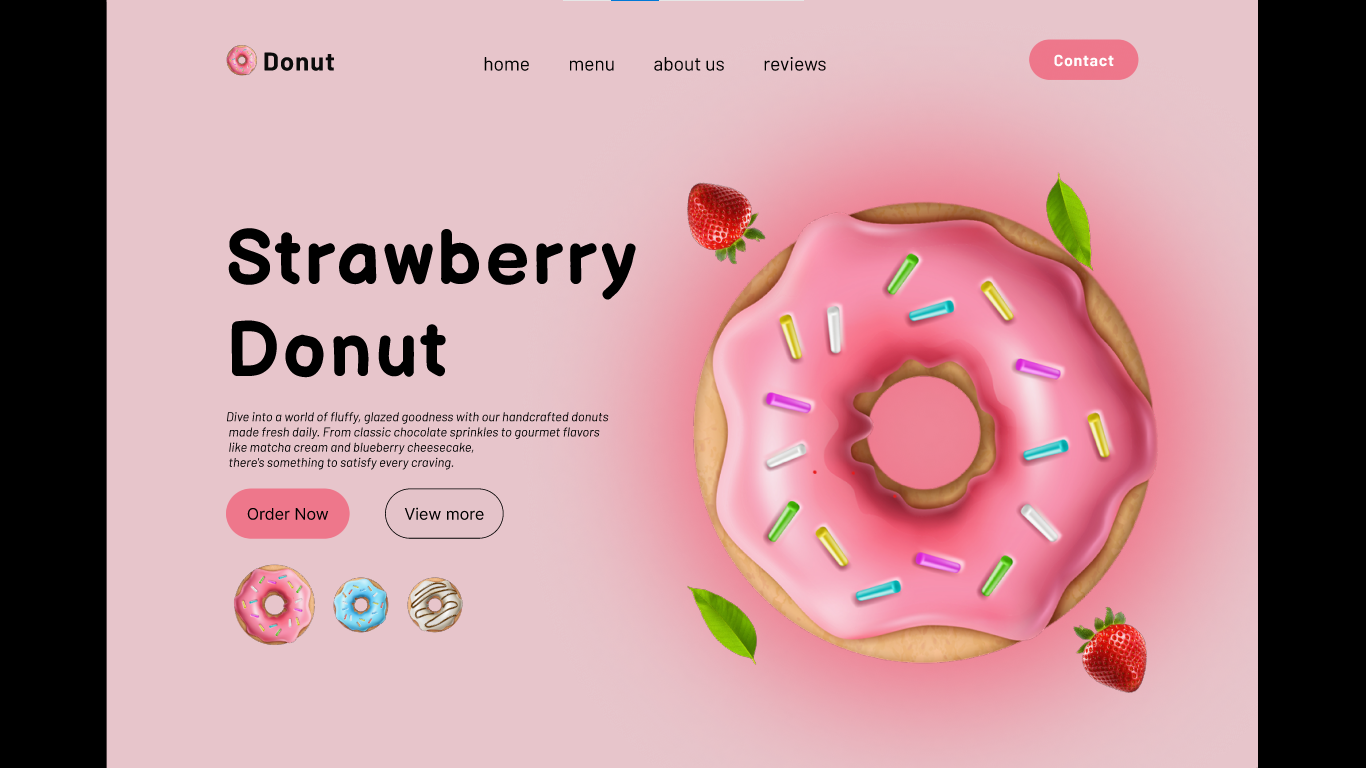 Donut
home menu about us reviews
Contact
Strawberry
Donut
Dive into a world of fluffy, glazed goodness with our handcrafted donuts
made fresh daily. From classic chocolate sprinkles to gourmet flavors
like matcha cream and blueberry cheesecake,
there's something to satisfy every craving.
Order Now
View more